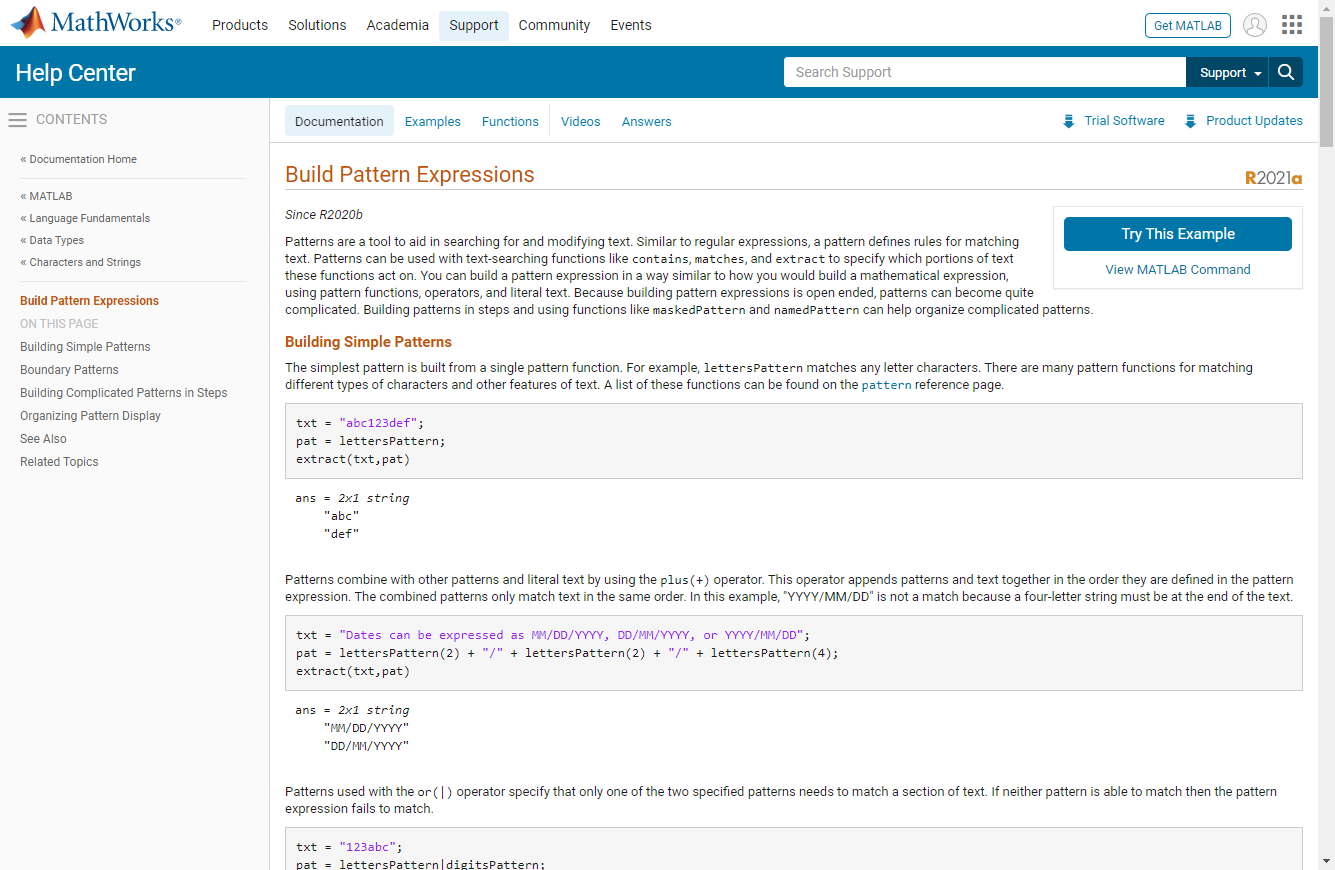 MathWorks®
Products Solutions Academia Support Community Events
Get MATLAB
Help Center
Search Support
Support
CONTENTS
« Documentation Home
« MATLAB
« Language Fundamentals
« Data Types
« Characters and Strings
Build Pattern Expressions
ON THIS PAGE
Building Simple Patterns
Boundary Patterns
Building Complicated Patterns in Steps
Organizing Pattern Display
See Also
Related Topics
Documentation Examples Functions Videos Answers
Trial Software Product Updates
Build Pattern Expressions
R2021a
Since R2020b
Try This Example
View MATLAB Command
Patterns are a tool to aid in searching for and modifying text. Similar to regular expressions, a pattern defines rules for matching
text. Patterns can be used with text-searching functions like contains, matches, and extract to specify which portions of text
these functions act on. You can build a pattern expression in a way similar to how you would build a mathematical expression,
using pattern functions, operators, and literal text. Because building pattern expressions is open ended, patterns can become quite
complicated. Building patterns in steps and using functions like maskedPattern and namedPattern can help organize complicated patterns.
Building Simple Patterns
The simplest pattern is built from a single pattern function. For example, lettersPattern matches any letter characters. There are many pattern functions for matching
different types of characters and other features of text. A list of these functions can be found on the pattern reference page.
txt = "abc123def";
pat = lettersPattern;
extract(txt,pat)
ans = 2x1 string
"abc"
"def"
Patterns combine with other patterns and literal text by using the plus(+) operator. This operator appends patterns and text together in the order they are defined in the pattern
expression. The combined patterns only match text in the same order. In this example, "YYYY/MM/DD" is not a match because a four-letter string must be at the end of the text.
txt = "Dates can be expressed as MM/DD/YYYY, DD/MM/YYYY, or YYYY/MM/DD";
pat = lettersPattern(2) + "/" + lettersPattern(2) + "/" + lettersPattern(4);
extract(txt,pat)
ans = 2x1 string
"MM/DD/YYYY"
"DD/MM/YYYY"
Patterns used with the or(|) operator specify that only one of the two specified patterns needs to match a section of text. If neither pattern is able to match then the pattern
expression fails to match.
txt = "123abc";
pat = lettersPattern|digitsPattern;